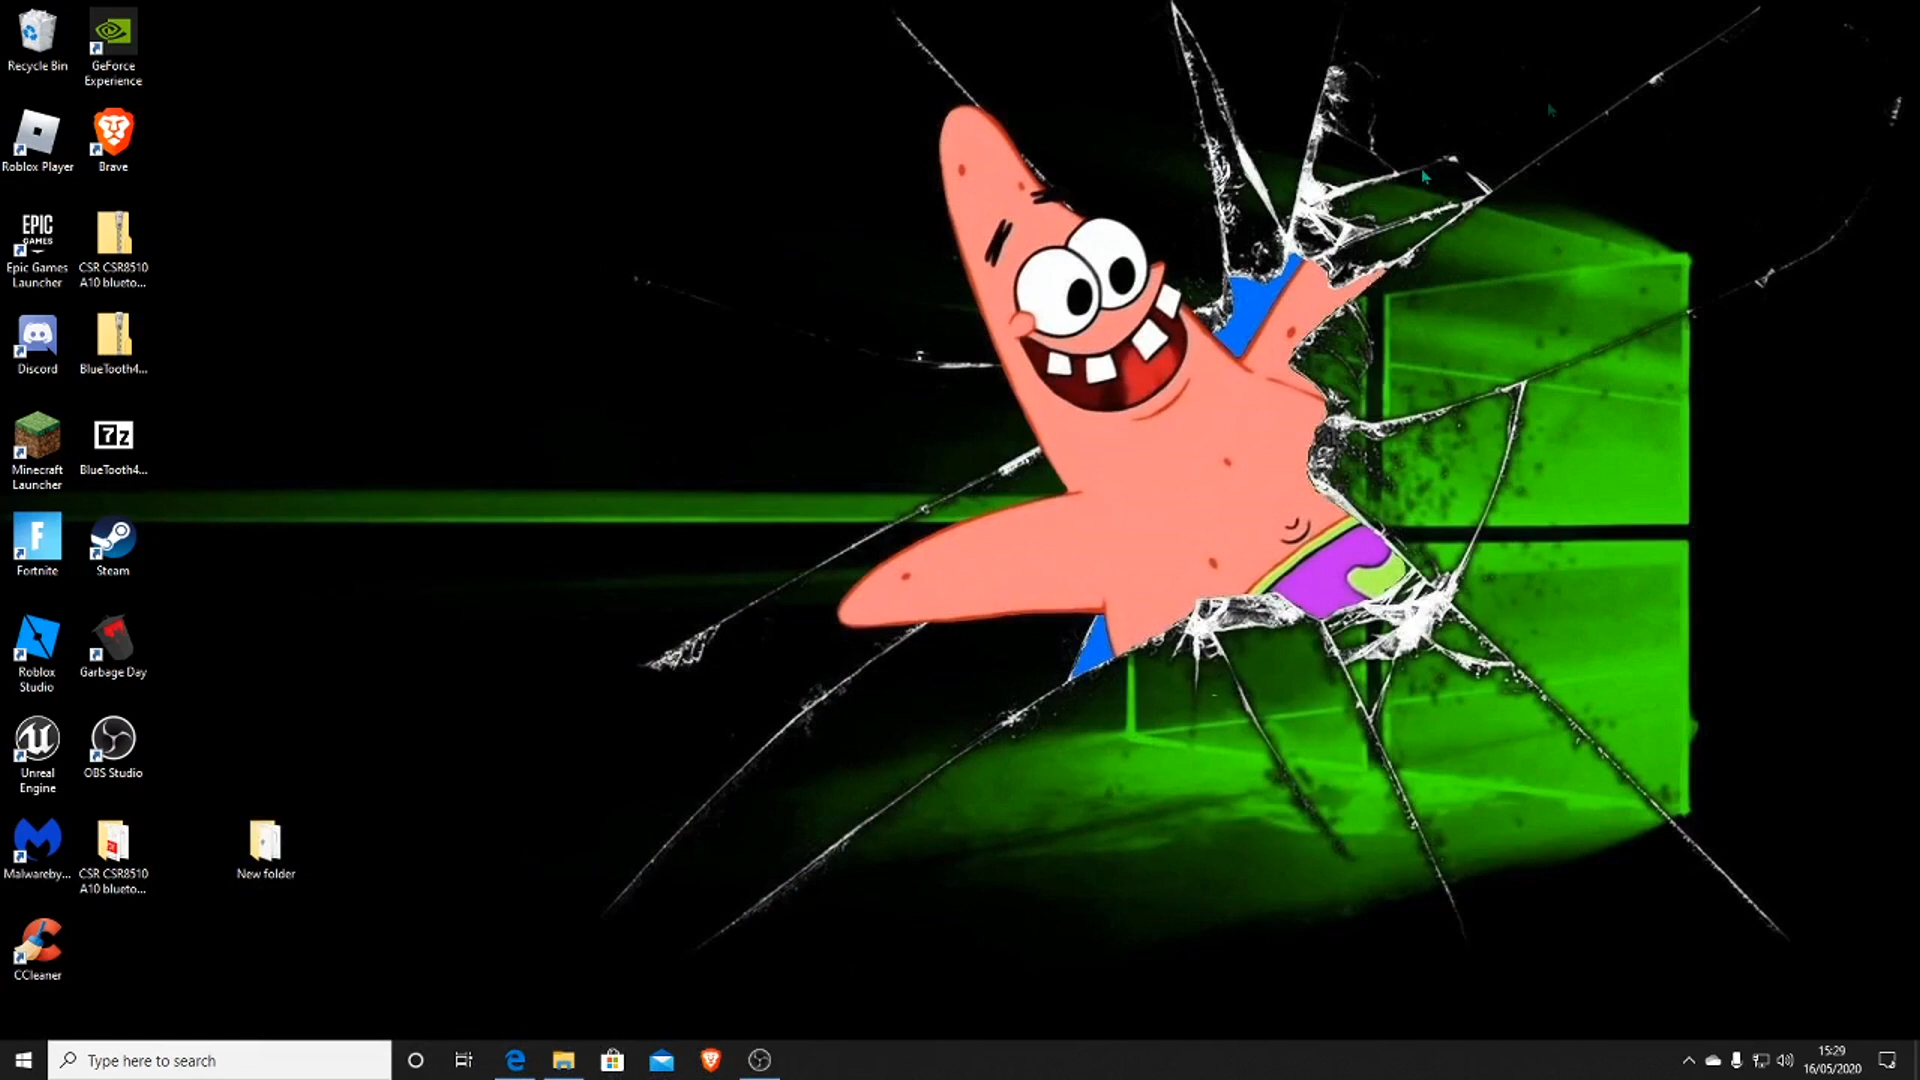 Recycle Bin
GeForce
Experience
Roblox Player
Brave
EPIC
GAMES
Epic Games
Launcher
CSR CSR8510
A10 blueto...
Discord
BlueTooth4...
Minecraft
Launcher
7z
BlueTooth4...
F
Fortnite
Steam
Roblox
Studio
Garbage Day
Unreal
Engine
OBS Studio
Malwareby...
CSR CSR8510
A10 blueto...
New folder
CCleaner
Type here to search
15:29
16/05/2020